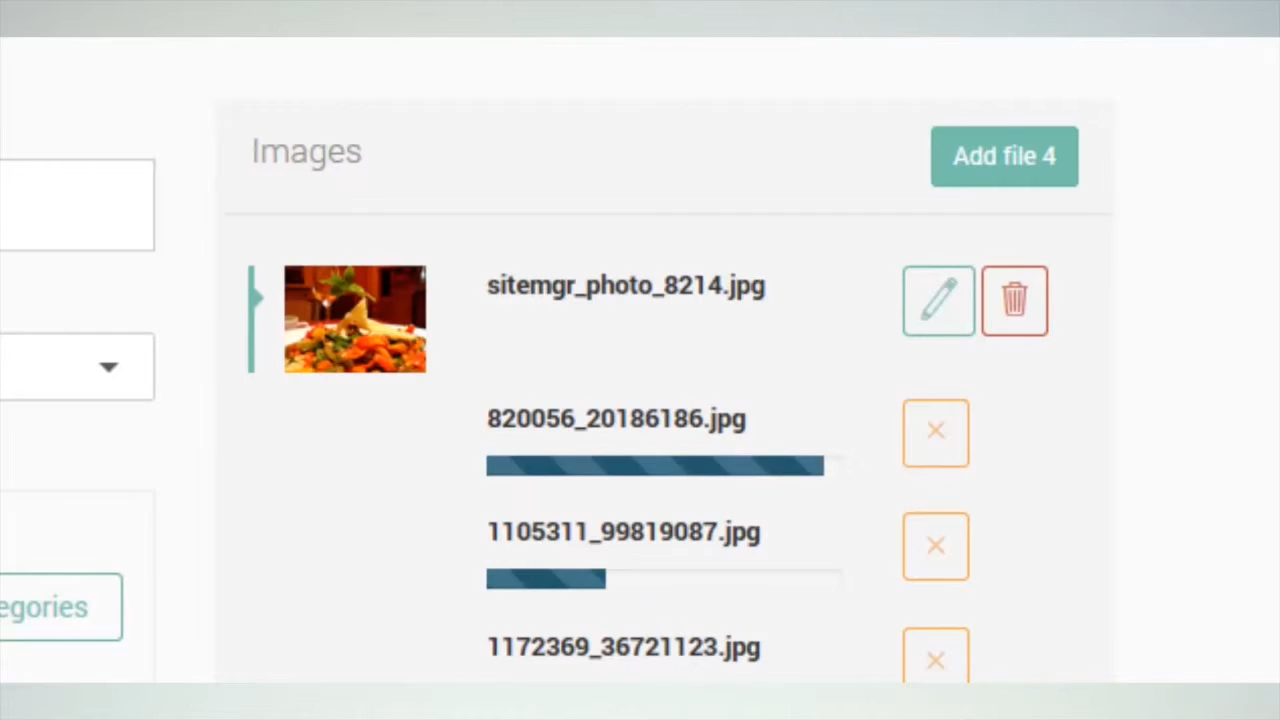 Images
Add file 4
sitemgr_photo_8214.jpg
820056_20186186.jpg
1105311_99819087.jpg
egories
1172369_36721123.jpg